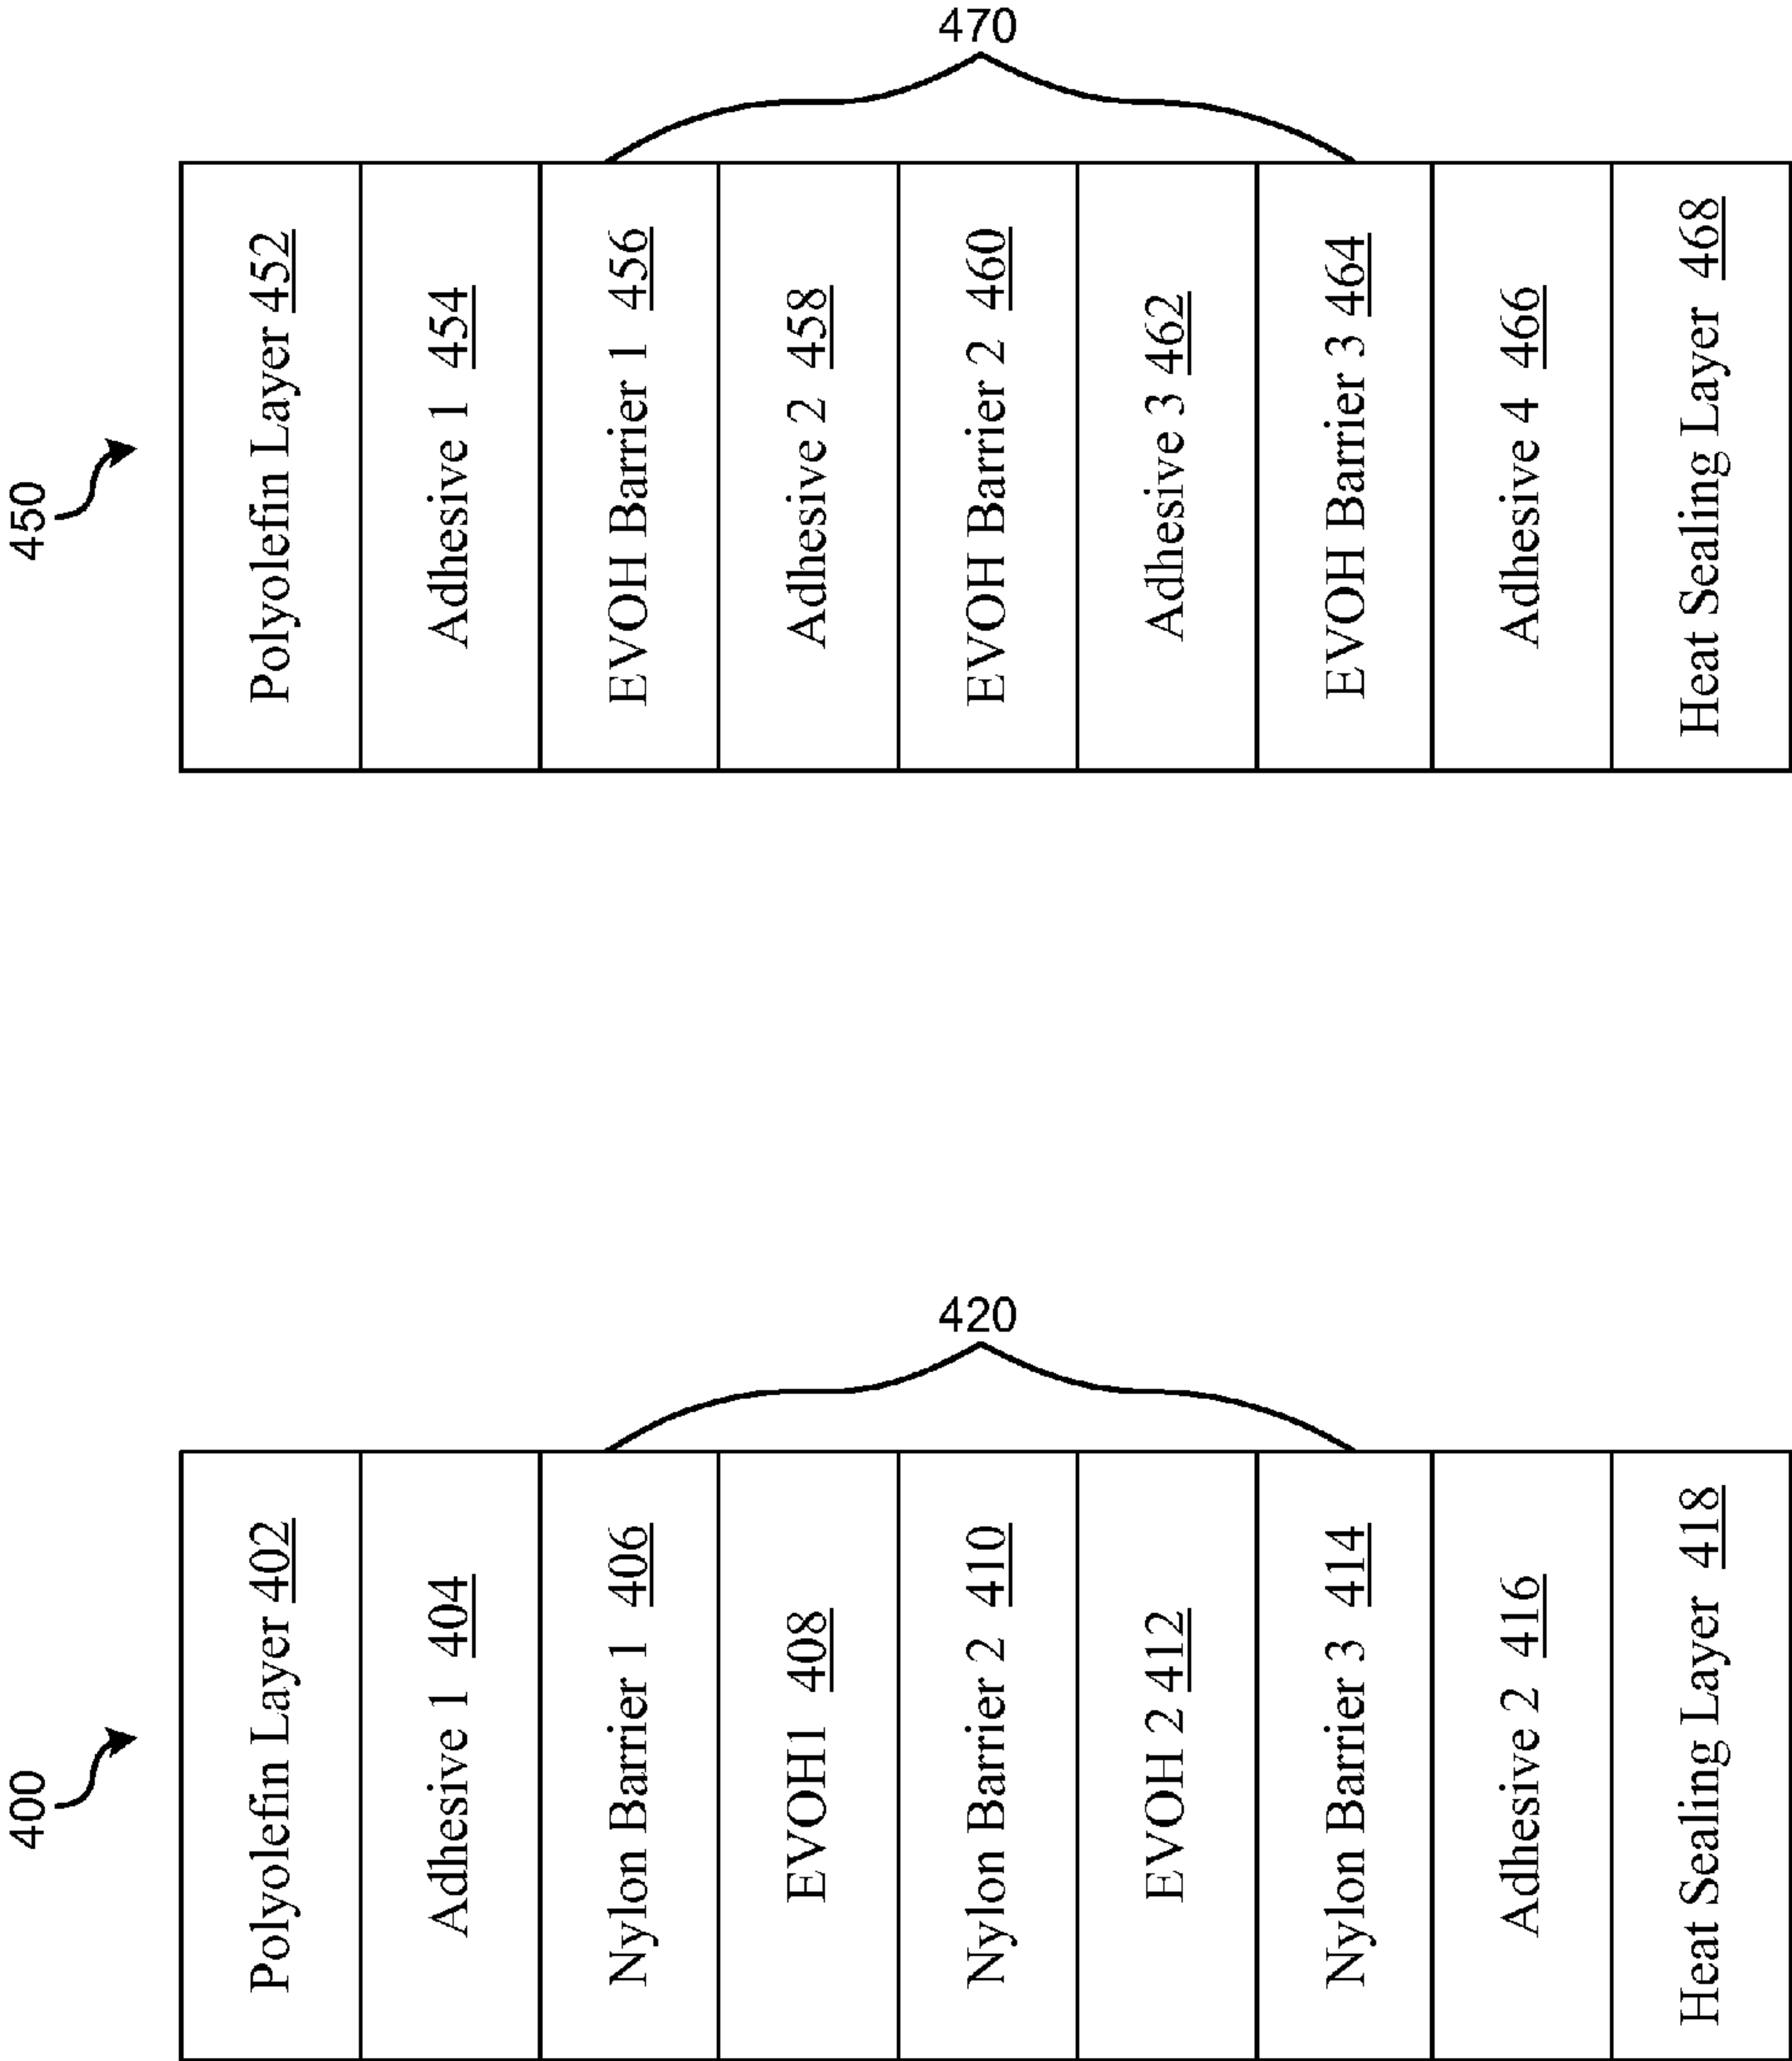 400
Polyolefin Layer 402
Adhesive 1 404
Nylon Barrier 1 406
EVOH1 408
Nylon Barrier 2 410
EVOH 2 412
Nylon Barrier 3 414
Adhesive 2 416
Heat Sealing Layer 418
420
450
Polyolefin Layer 452
Adhesive 1 454
EVOH Barrier 1 456
Adhesive 2 458
EVOH Barrier 2 460
Adhesive 3 462
EVOH Barrier 3 464
Adhesive 4 466
Heat Sealing Layer 468
470